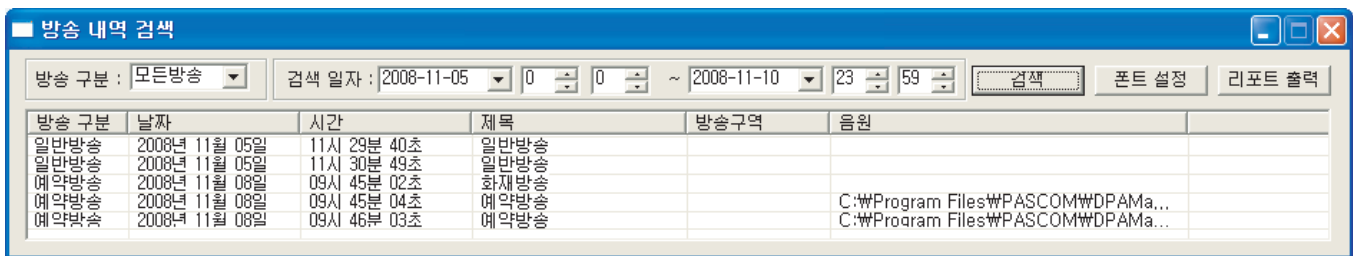 방송 내역 검색
방송 구분 : 모든방송 검색 일자 : 2008-11-05 0 0 ~ 2008-11-10 23 59 검색 폰트 설정 리포트 출력
방송 구분 날짜 시간 제목 방송구역 음원
일반방송 2008년 11월 05일 11시 29분 40초 일반방송
일반방송 2008년 11월 05일 11시 30분 49초 일반방송
예약방송 2008년 11월 08일 09시 45분 02초 화재방송
예약방송 2008년 11월 08일 09시 45분 04초 예약방송 C:₩Program Files₩PASCOM₩DPAMa...
예약방송 2008년 11월 08일 09시 46분 03초 예약방송 C:₩Program Files₩PASCOM₩DPAMa...